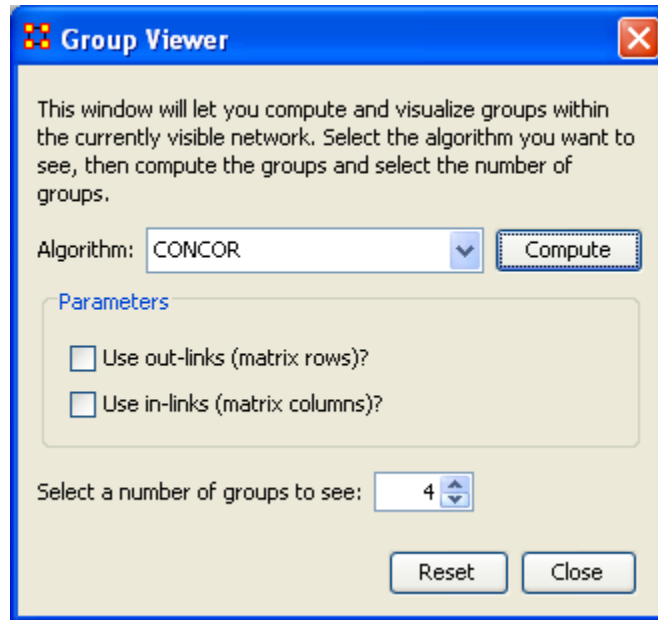 Group Viewer
This window will let you compute and visualize groups within
the currently visible network. Select the algorithm you want to
see, then compute the groups and select the number of
groups.
Algorithm: CONCOR Compute
Parameters
Use out-links (matrix rows)?
Use in-links (matrix columns)?
Select a number of groups to see: 4
Reset Close